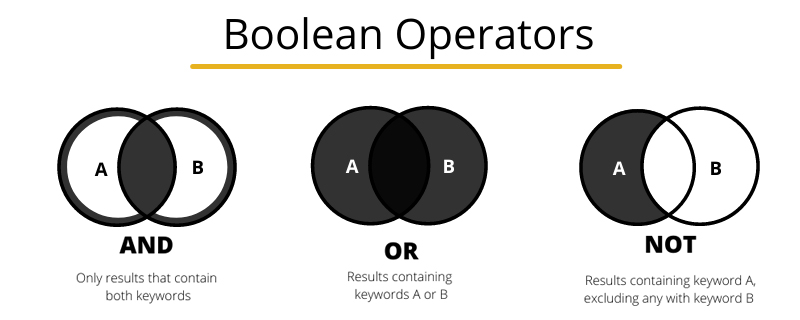 Boolean Operators
A
B
A
B
A
B
AND
OR
NOT
Only results that contain
both keywords
Results containing
keywords A or B
Results containing keyword A,
excluding any with keyword B